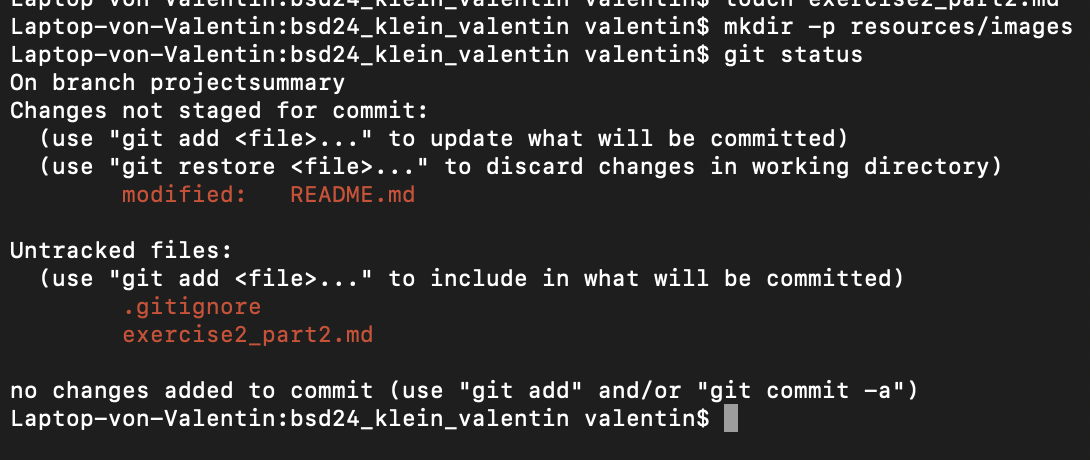 Laptop-von-Valentin:bsd24_klein_valentin valentin$ touch exercise2_part2.md
Laptop-von-Valentin:bsd24_klein_valentin valentin$ mkdir -p resources/images
Laptop-von-Valentin:bsd24_klein_valentin valentin$ git status
On branch projectsummary
Changes not staged for commit:
  (use "git add <file>..." to update what will be committed)
  (use "git restore <file>..." to discard changes in working directory)
        modified:   README.md

Untracked files:
  (use "git add <file>..." to include in what will be committed)
        .gitignore
        exercise2_part2.md

no changes added to commit (use "git add" and/or "git commit -a")
Laptop-von-Valentin:bsd24_klein_valentin valentin$